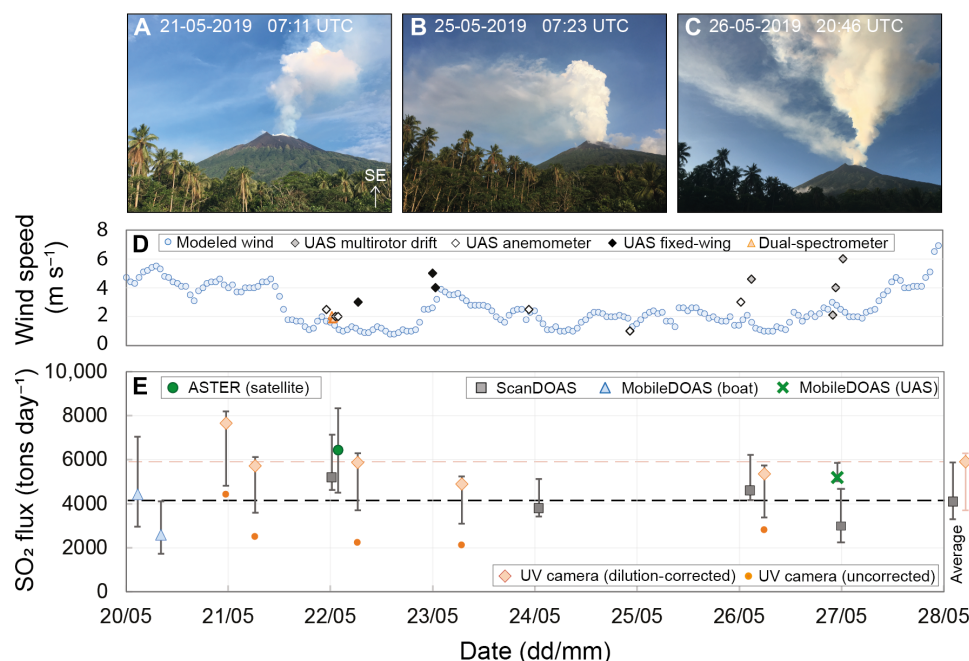 A 21-05-2019 07:11 UTC
B 25-05-2019 07:23 UTC
C 26-05-2019 20:46 UTC
SE
D
Modeled wind
UAS multirotor drift
UAS anemometer
UAS fixed-wing
Dual-spectrometer
Wind speed
(m s⁻¹)
8
6
4
2
0
E
ASTER (satellite)
ScanDOAS
MobileDOAS (boat)
MobileDOAS (UAS)
SO₂ flux (tons day⁻¹)
10,000
8000
6000
4000
2000
0
UV camera (dilution-corrected)
UV camera (uncorrected)
Average
20/05
21/05
22/05
23/05
24/05
25/05
26/05
27/05
28/05
Date (dd/mm)